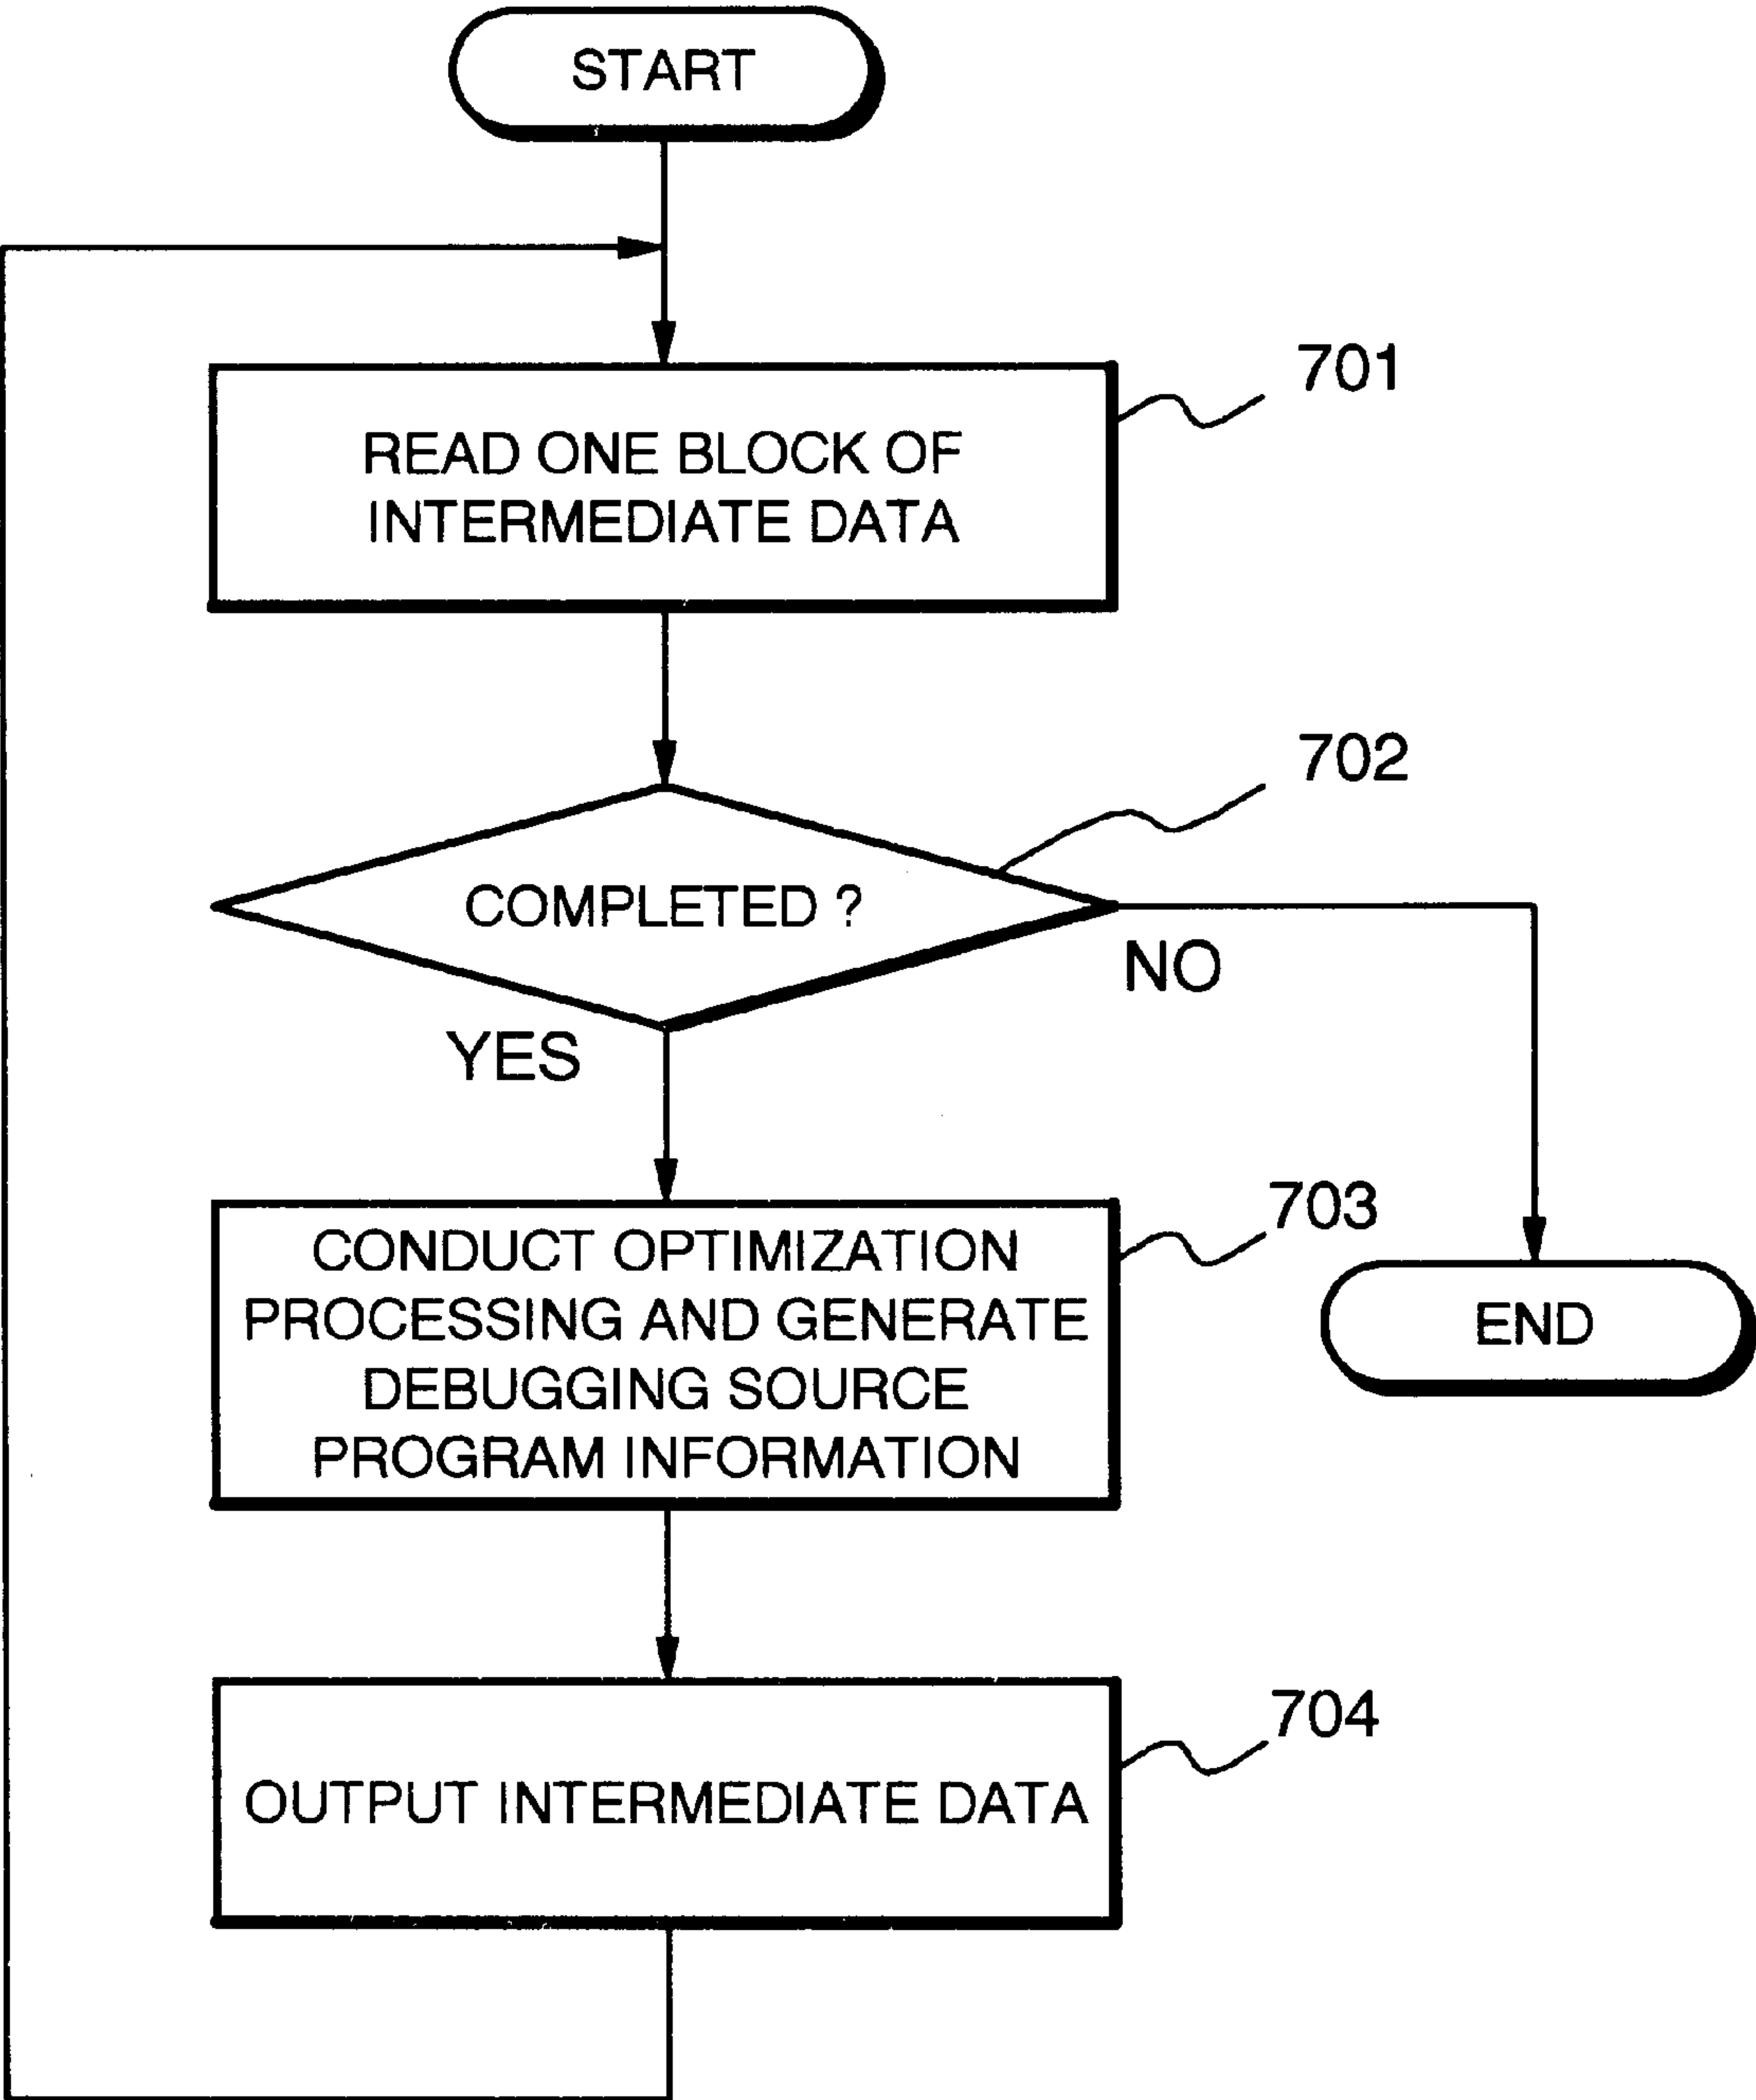 START
701
READ ONE BLOCK OF
INTERMEDIATE DATA
702
COMPLETED ?
NO
YES
703
CONDUCT OPTIMIZATION
PROCESSING AND GENERATE
DEBUGGING SOURCE
PROGRAM INFORMATION
END
704
OUTPUT INTERMEDIATE DATA